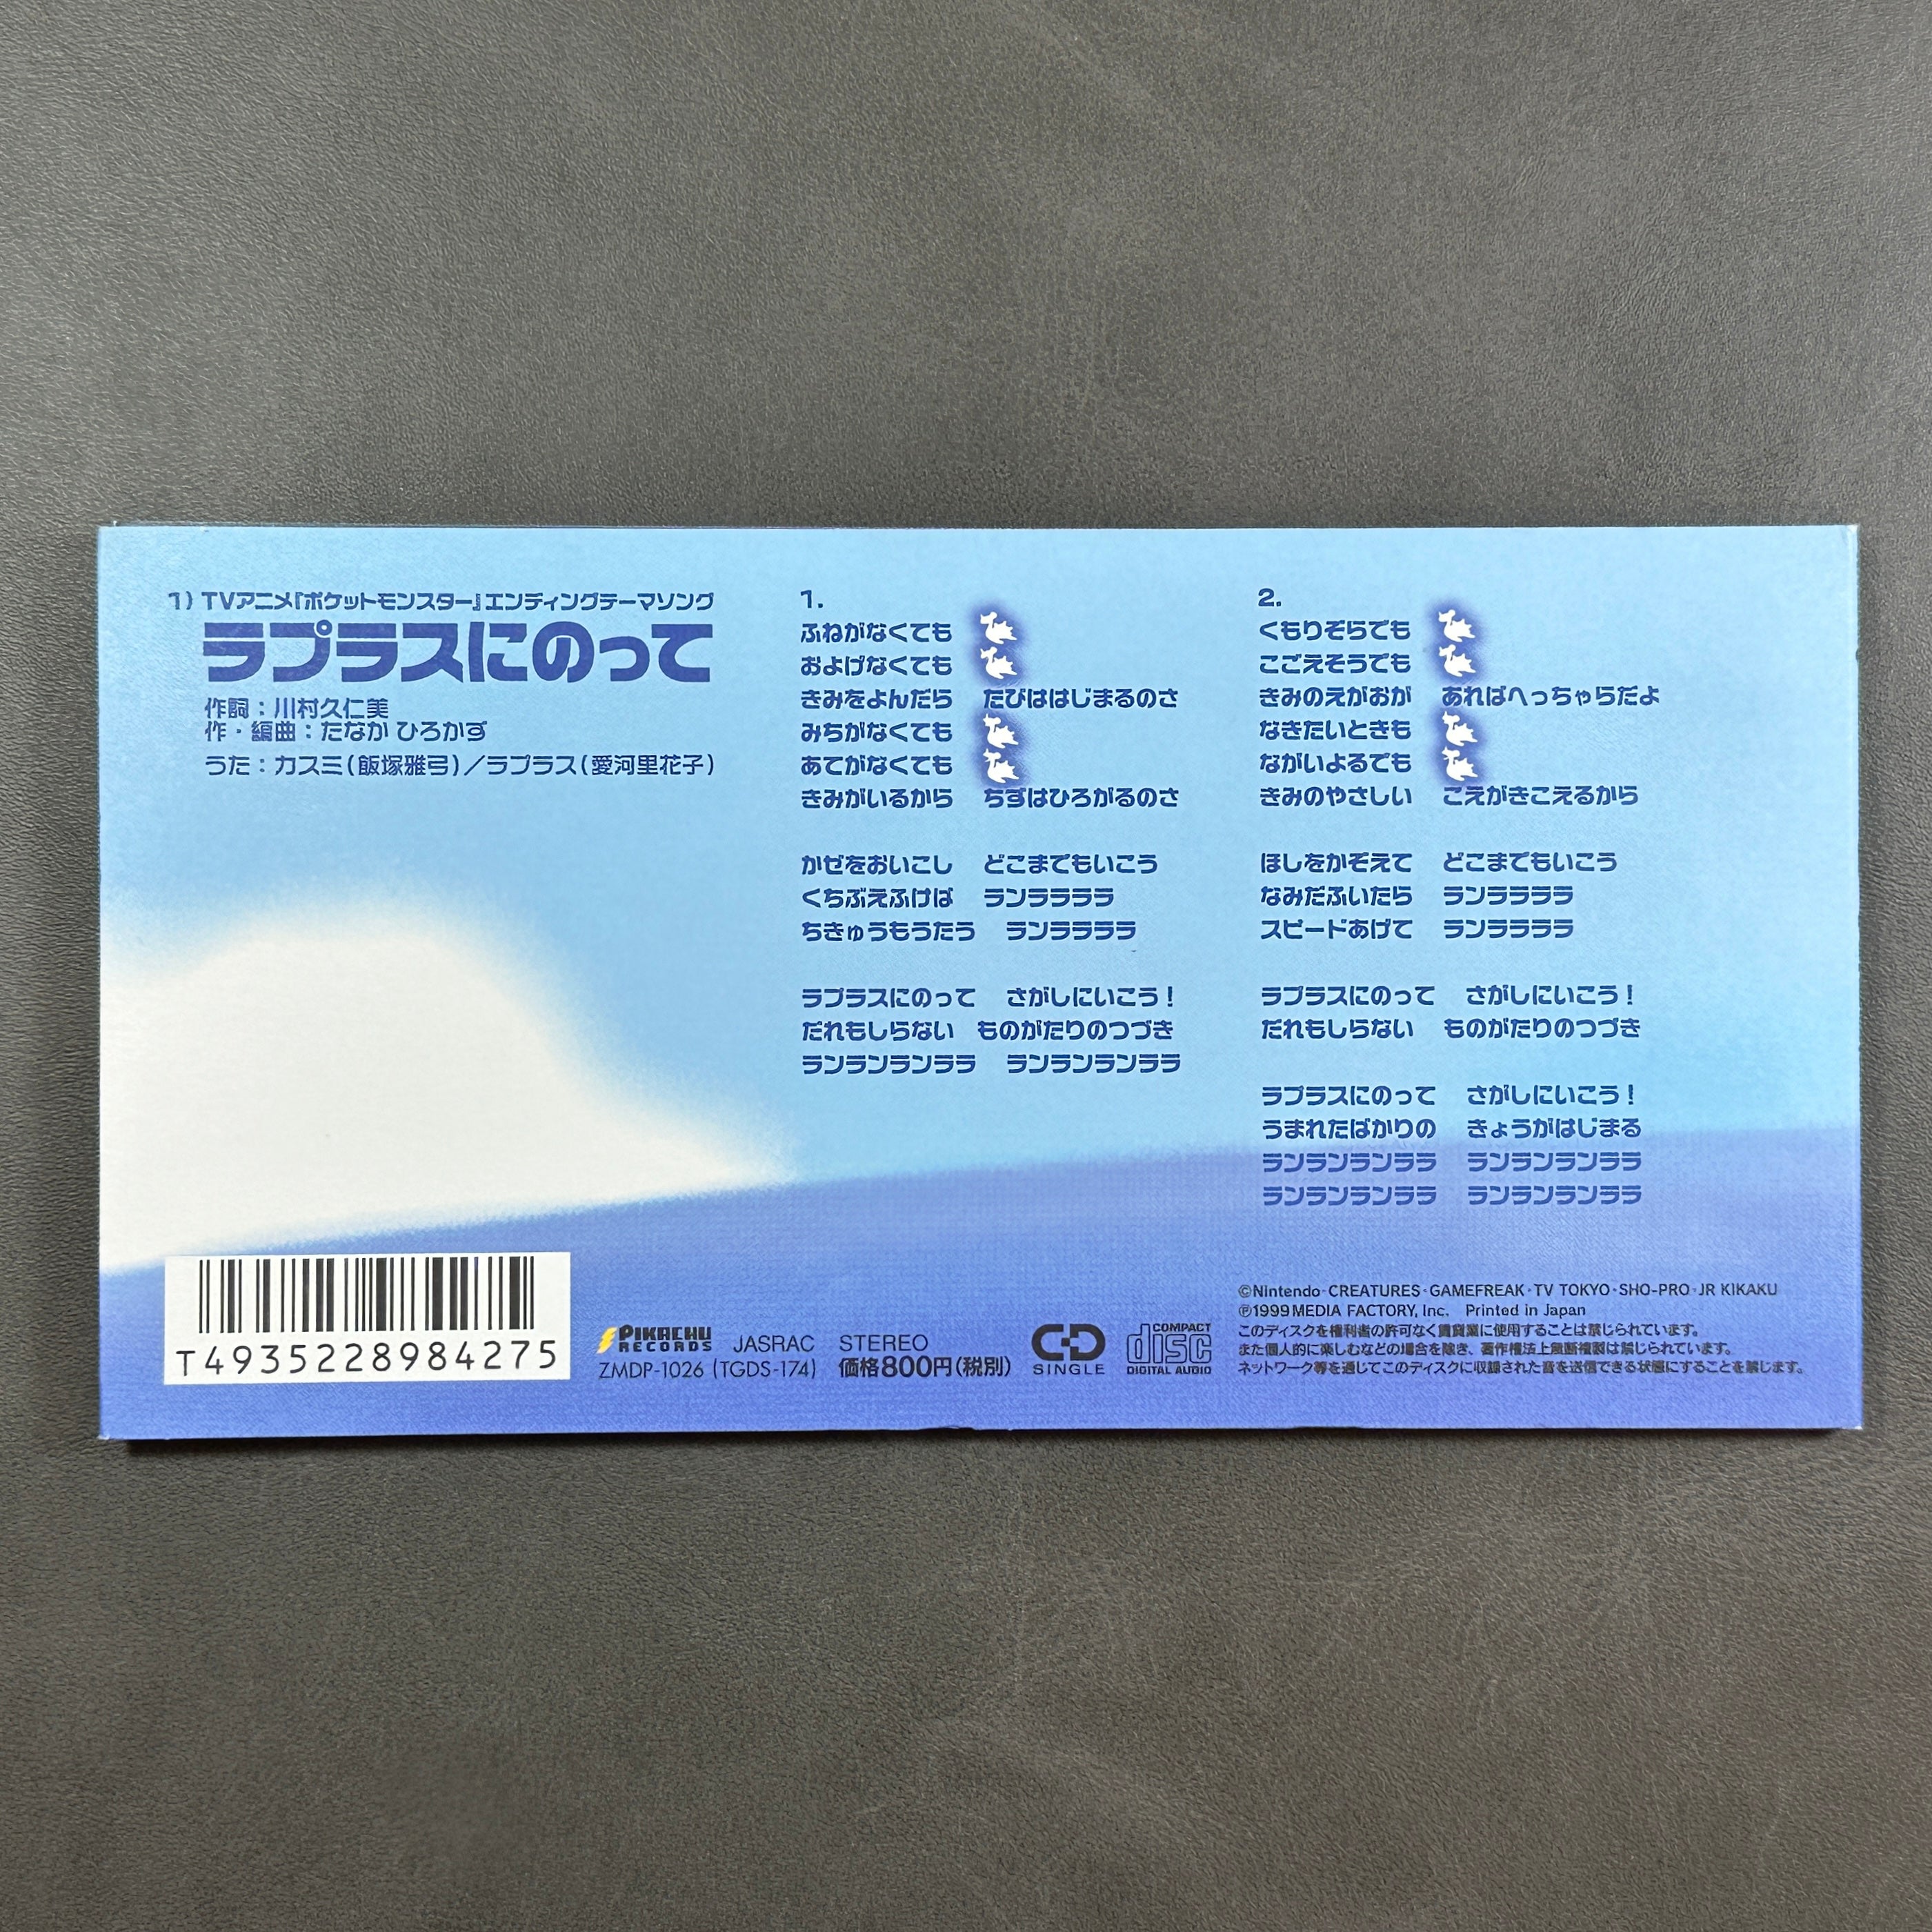 1) TVアニメ『ポケットモンスター』エンディングテーマソング
ラプラスにのって
作詞：川村久仁美
作・編曲：たなか ひろかず
うた：カスミ（飯塚雅弓）／ラプラス（愛河里花子）
1.
ふねがなくても
およげなくても
きみをよんだら　たびははじまるのさ
みちがなくても
あてがなくても
きみがいるから　ちずはひろがるのさ
かぜをおいこし　どこまでもいこう
くちぶえふけば　ランララララ
ちきゅうもうたう　ランララララ
ラプラスにのって　さがしにいこう！
だれもしらない　ものがたりのつづき
ランランランララ　ランランランララ
2.
くもりぞらでも
こごえそうでも
きみのえがおが　あればへっちゃらだよ
なきたいときも
ながいよるでも
きみのやさしい　こえがきこえるから
ほしをかぞえて　どこまでもいこう
なみだふいたら　ランララララ
スピードあげて　ランララララ
ラプラスにのって　さがしにいこう！
だれもしらない　ものがたりのつづき
ラプラスにのって　さがしにいこう！
うまれたばかりの　きょうがはじまる
ランランランララ　ランランランララ
ランランランララ　ランランランララ
T4935228984275
PIKACHU RECORDS JASRAC STEREO
ZMDP-1026 (TGDS-174) 価格800円(税別)
CD SINGLE
COMPACT disc DIGITAL AUDIO
©Nintendo・CREATURES・GAMEFREAK・TV TOKYO・SHO-PRO・JR KIKAKU
℗1999 MEDIA FACTORY, Inc. Printed in Japan
このディスクを権利者の許可なく賃貸業に使用することは禁じられています。
また個人的に楽しむなどの場合を除き、著作権法上無断複製は禁じられています。
ネットワーク等を通じてこのディスクに収録された音を送信できる状態にすることを禁じます。